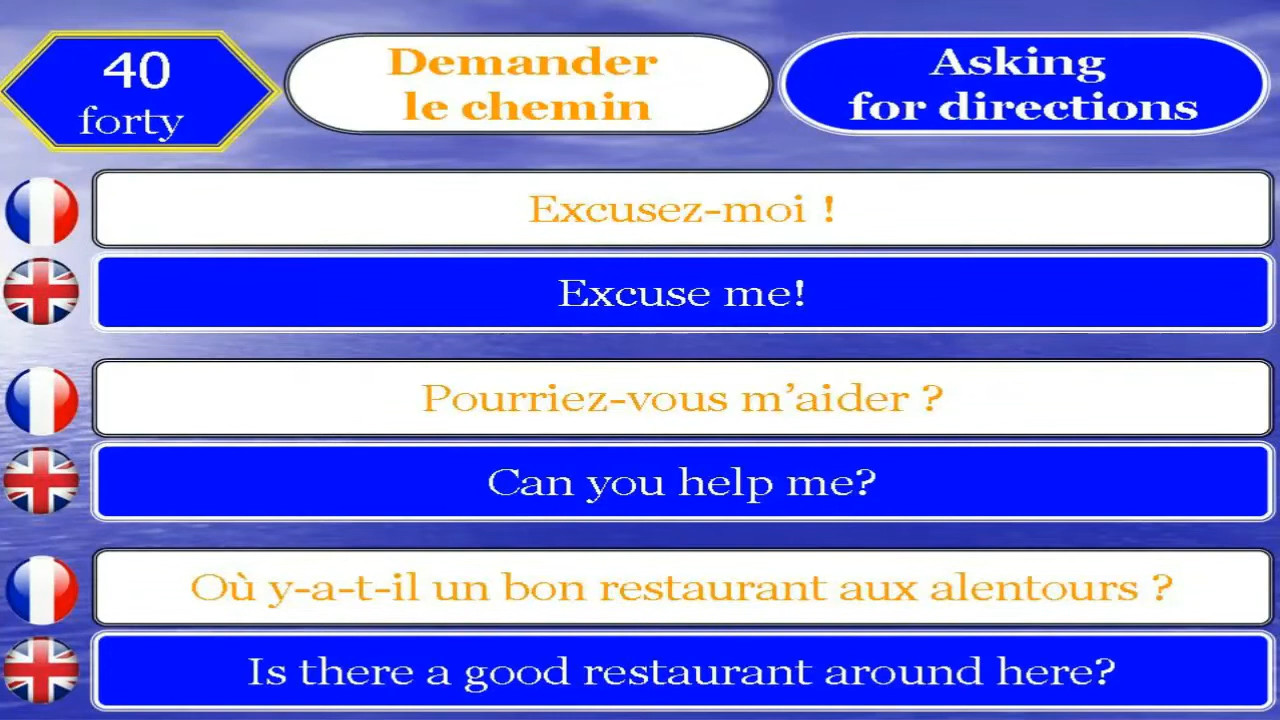 40
forty
Demander
le chemin
Asking
for directions
Excusez-moi !
Excuse me!
Pourriez-vous m’aider ?
Can you help me?
Où y-a-t-il un bon restaurant aux alentours ?
Is there a good restaurant around here?